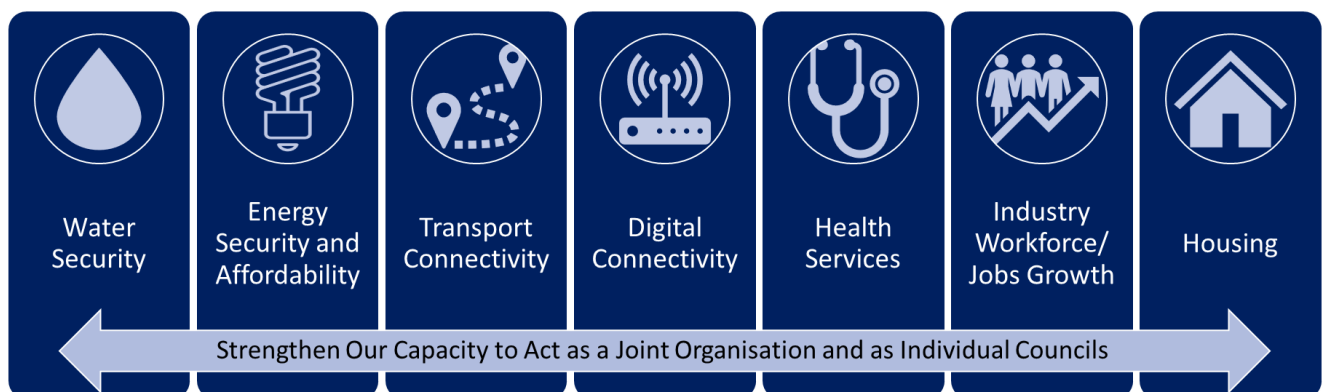 Water
Security
Energy
Security and
Affordability
Transport
Connectivity
Digital
Connectivity
Health
Services
Industry
Workforce/
Jobs Growth
Housing
Strengthen Our Capacity to Act as a Joint Organisation and as Individual Councils